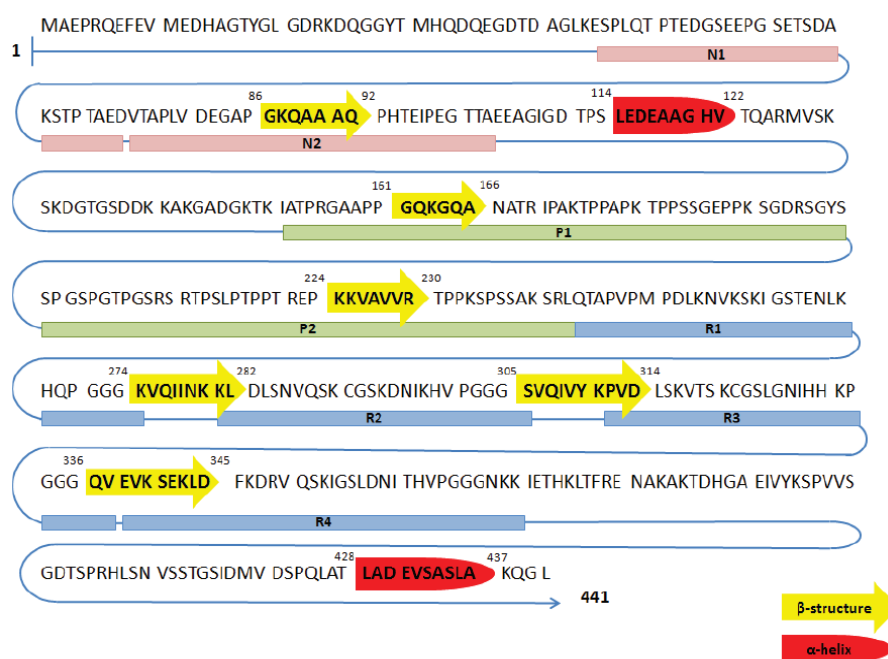 MAEPRQEFEV MEDHAGTYGL GDRKDQGGYT MHQDQEGDTD AGLKESPLQT PTEDGSEEPG SETSDA
1
N1
86 92 114 122
KSTP TAEDVTAPLV DEGAP GKQAA AQ PHTEIPEG TTAEEAGIGD TPS LEDEAAG HV TQARMVSK
N2
161 166
SKDGTGSDDK KAKGADGKTK IATPRGAAPP GQKGQA NATR IPAKTPPAPK TPPSSGEPPK SGDRSGYS
P1
224 230
SP GSPGTPGSRS RTPSLPTPPT REP KKVAVVR TPPKSPSSAK SRLQTAPVPM PDLKNVKSKI GSTENLK
P2 R1
274 282 305 314
HQP GGG KVQIINK KL DLSNVQSK CGSKDNIKHV PGGG SVQIVY KPVD LSKVTS KCGSLGNIHH KP
R2 R3
336 345
GGG QV EVK SEKLD FKDRV QSKIGSLDNI THVPGGGNKK IETHKLTFRE NAKAKTDHGA EIVYKSPVVS
R4
428 437
GDTSPRHLSN VSSTGSIDMV DSPQLAT LAD EVSASLA KQG L
441
β-structure
α-helix